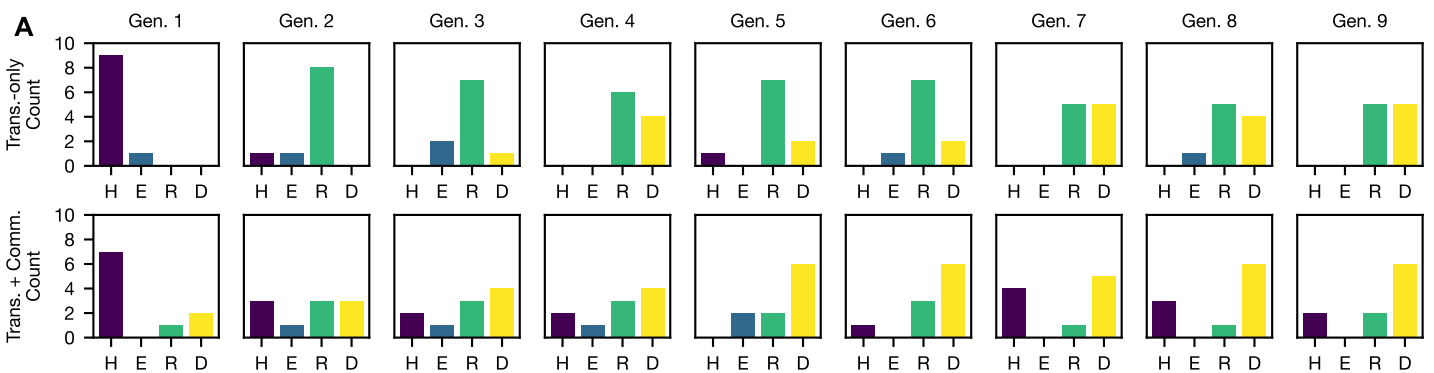 A
Gen. 1 Gen. 2 Gen. 3 Gen. 4 Gen. 5 Gen. 6 Gen. 7 Gen. 8 Gen. 9
Trans.-only
Count
10
8
6
4
2
0
H E R D H E R D H E R D H E R D H E R D H E R D H E R D H E R D H E R D
Trans. + Comm.
Count
10
8
6
4
2
0
H E R D H E R D H E R D H E R D H E R D H E R D H E R D H E R D H E R D